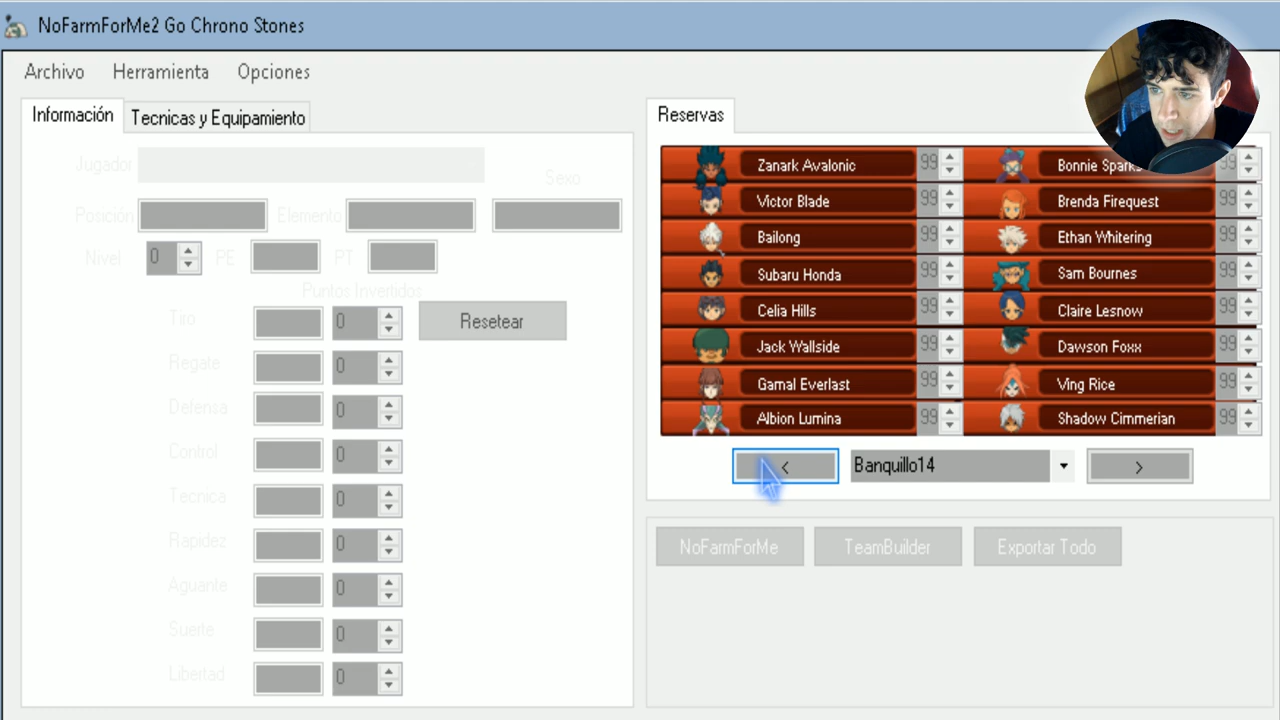 NoFarmForMe2 Go Chrono Stones
Archivo Herramienta Opciones
Información Tecnicas y Equipamiento
Jugador
Sexo
Posición Elemento
Nivel 0 PE PT
Puntos Invertidos
Tiro 0 Resetear
Regate 0
Defensa 0
Control 0
Tecnica 0
Rapidez 0
Aguante 0
Suerte 0
Libertad 0
Reservas
Zanark Avalonic 99 Bonnie 99
Victor Blade 99 Brenda Firequest 99
Bailong 99 Ethan Whitering 99
Subaru Honda 99 Sam Bournes 99
Celia Hills 99 Claire Lesnow 99
Jack Wallside 99 Dawson Foxx 99
Gamal Everlast 99 Ving Rice 99
Albion Lumina 99 Shadow Cimmerian 99
< Banquillo14 >
NoFarmForMe TeamBuilder Exportar Todo